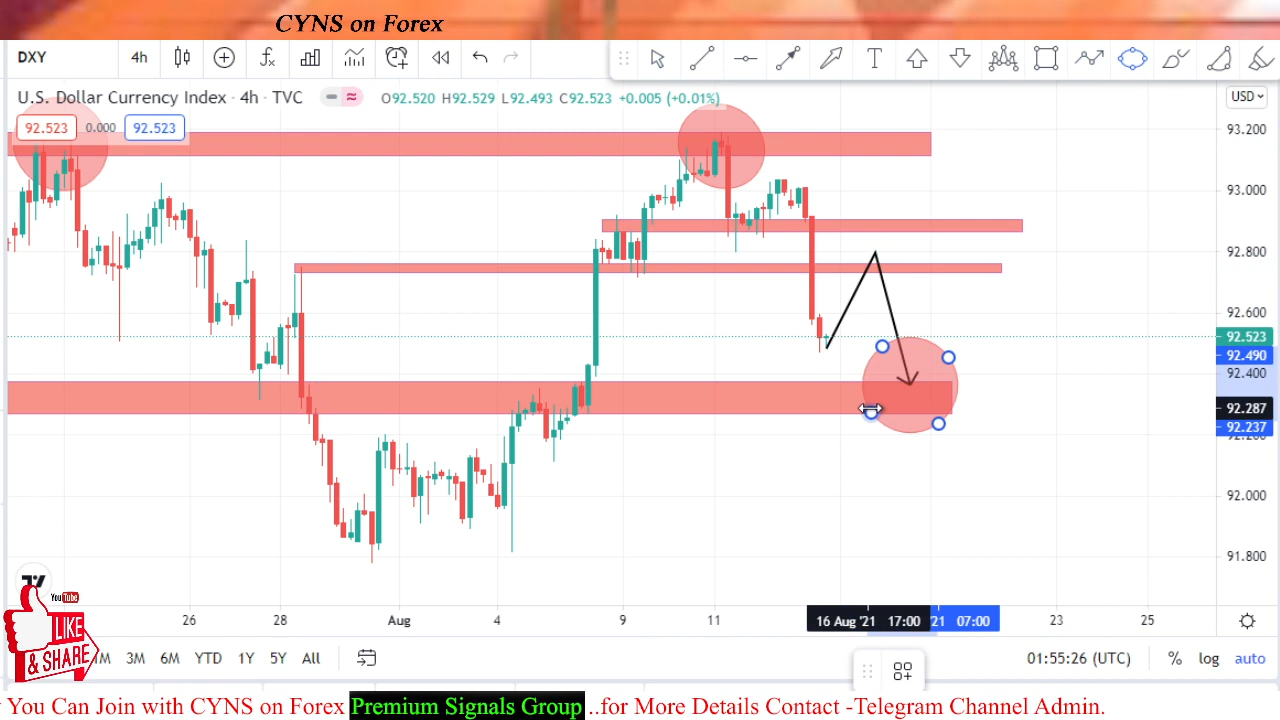 CYNS on Forex
DXY 4h
U.S. Dollar Currency Index · 4h · TVC O92.520 H92.529 L92.493 C92.523 +0.005 (+0.01%) USD
92.523 0.000 92.523
93.200
93.000
92.800
92.600
92.523
92.490
92.400
92.287
92.237
92.200
92.000
91.800
YouTube
LIKE
& SHARE
26 28 Aug 4 9 11 16 Aug '21 17:00 '21 07:00 23 25
1M 3M 6M YTD 1Y 5Y All 01:55:26 (UTC) % log auto
You Can Join with CYNS on Forex Premium Signals Group ..for More Details Contact -Telegram Channel Admin.